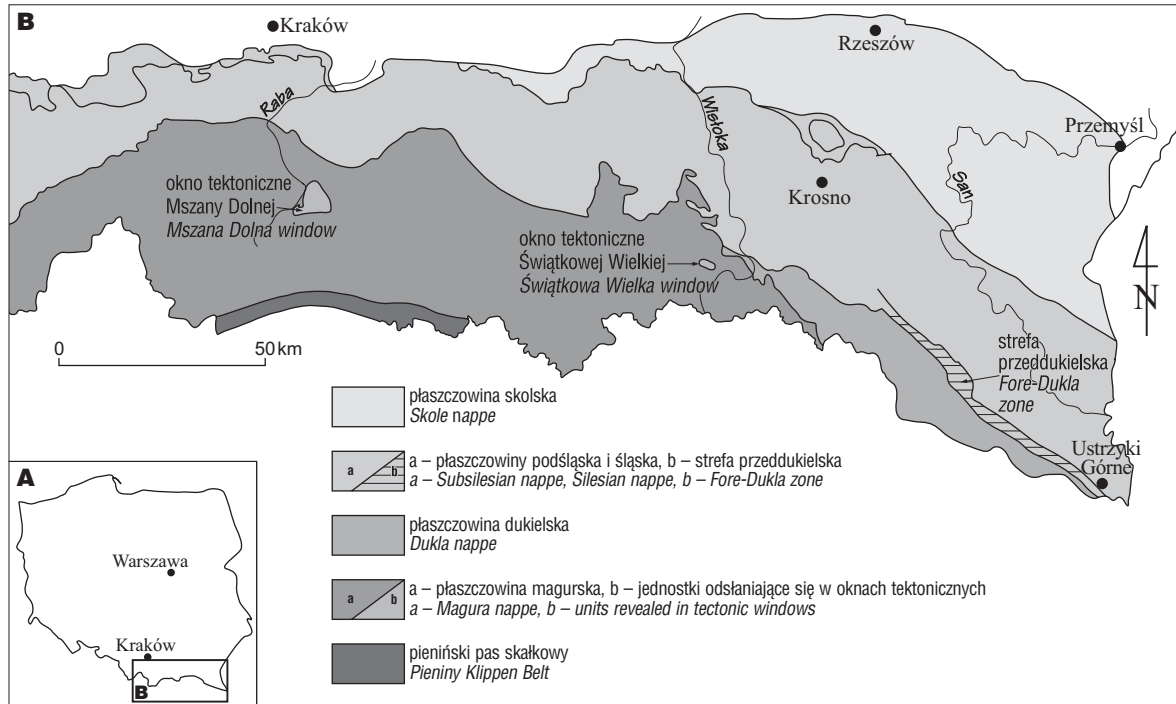 B
Kraków
Rzeszów
Raba
Wisłoka
Przemyśl
San
okno tektoniczne
Mszany Dolnej
Mszana Dolna window
Krosno
okno tektoniczne
Świątkowej Wielkiej
Świątkowa Wielka window
N
0 50 km
strefa
przeddukielska
Fore-Dukla
zone
Ustrzyki
Górne
płaszczowina skolska
Skole nappe
a b
a – płaszczowiny podśląska i śląska, b – strefa przeddukielska
a – Subsilesian nappe, Silesian nappe, b – Fore-Dukla zone
płaszczowina dukielska
Dukla nappe
a b
a – płaszczowina magurska, b – jednostki odsłaniające się w oknach tektonicznych
a – Magura nappe, b – units revealed in tectonic windows
pieniński pas skałkowy
Pieniny Klippen Belt
A
Warszawa
Kraków
B